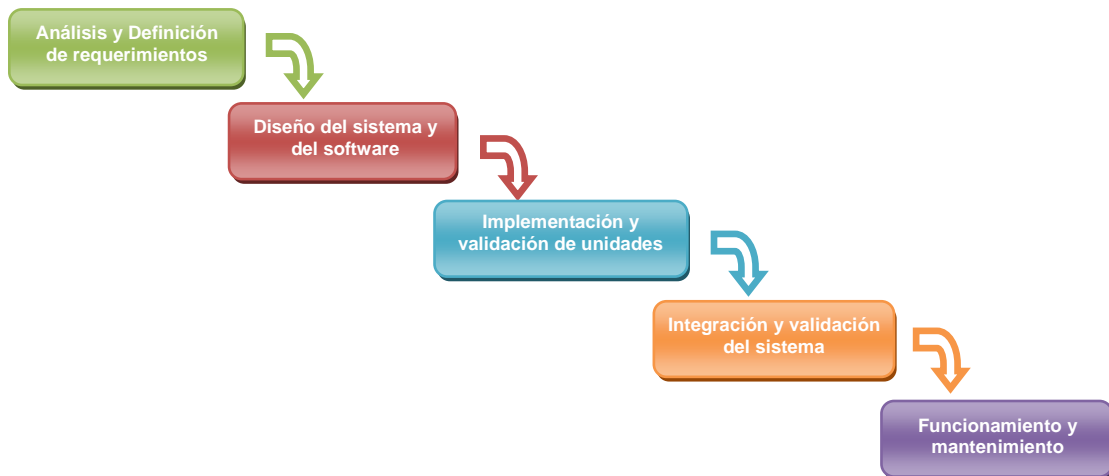 Análisis y Definición
de requerimientos
Diseño del sistema y
del software
Implementación y
validación de unidades
Integración y validación
del sistema
Funcionamiento y
mantenimiento